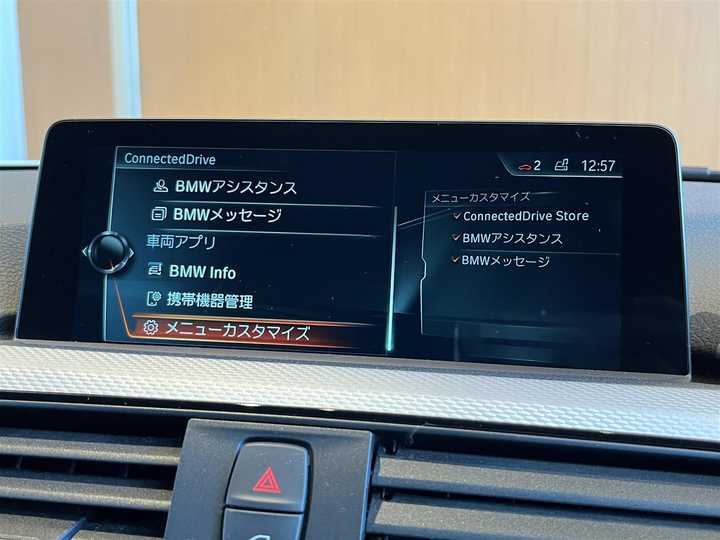 ConnectedDrive
2 12:57
BMWアシスタンス
BMWメッセージ
車両アプリ
BMW Info
携帯機器管理
メニューカスタマイズ
メニューカスタマイズ
ConnectedDrive Store
BMWアシスタンス
BMWメッセージ